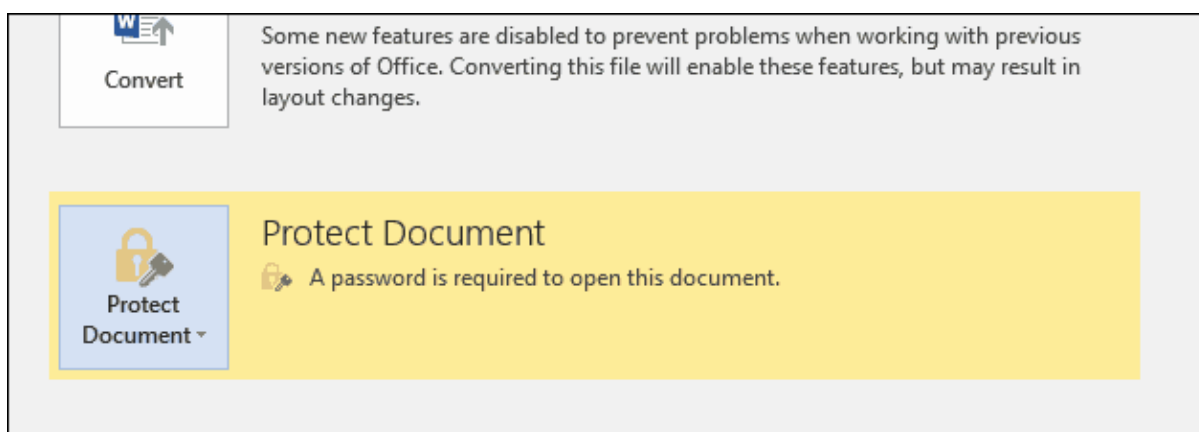 W
Convert
Some new features are disabled to prevent problems when working with previous
versions of Office. Converting this file will enable these features, but may result in
layout changes.
Protect
Document
Protect Document
A password is required to open this document.